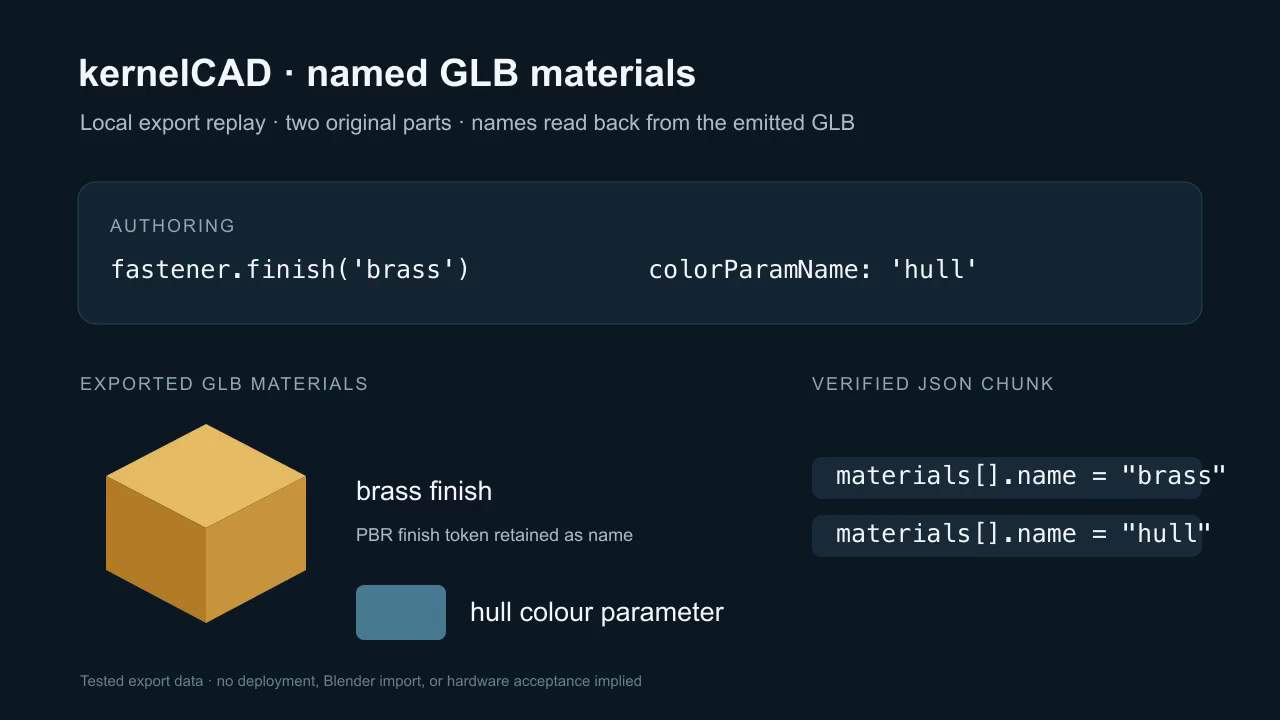 kernelCAD · named GLB materials
Local export replay · two original parts · names read back from the emitted GLB
AUTHORING
fastener.finish('brass')
colorParamName: 'hull'
EXPORTED GLB MATERIALS
brass finish
PBR finish token retained as name
hull colour parameter
VERIFIED JSON CHUNK
materials[].name = "brass"
materials[].name = "hull"
Tested export data · no deployment, Blender import, or hardware acceptance implied